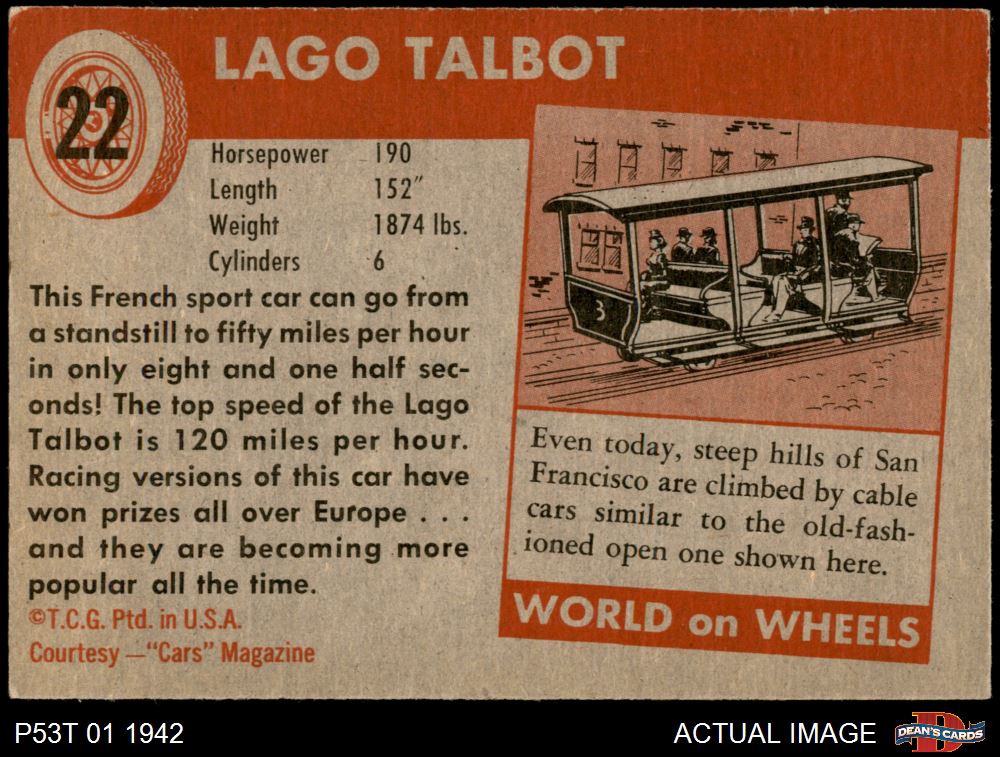 22
LAGO TALBOT
Horsepower 190
Length 152"
Weight 1874 lbs.
Cylinders 6
This French sport car can go from
a standstill to fifty miles per hour
in only eight and one half sec-
onds! The top speed of the Lago
Talbot is 120 miles per hour.
Racing versions of this car have
won prizes all over Europe . . .
and they are becoming more
popular all the time.
©T.C.G. Ptd. in U.S.A.
Courtesy —"Cars" Magazine
3
Even today, steep hills of San
Francisco are climbed by cable
cars similar to the old-fash-
ioned open one shown here.
WORLD on WHEELS
P53T 01 1942
ACTUAL IMAGE
D
DEAN'S CARDS